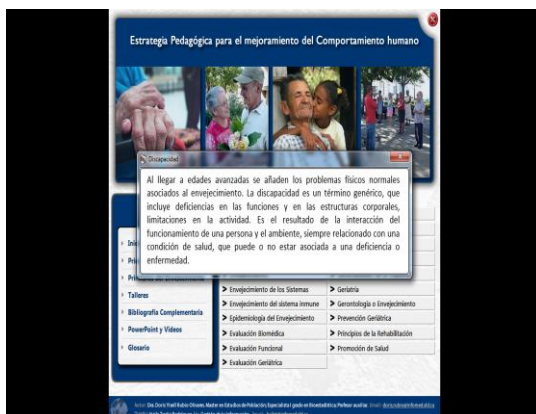 Estrategia Pedagógica para el mejoramiento del Comportamiento humano
Discapacidad
Al llegar a edades avanzadas se añaden los problemas físicos normales
asociados al envejecimiento. La discapacidad es un término genérico, que
incluye deficiencias en las funciones y en las estructuras corporales,
limitaciones en la actividad. Es el resultado de la interacción del
funcionamiento de una persona y el ambiente, siempre relacionado con una
condición de salud, que puede o no estar asociada a una deficiencia o
enfermedad.
Talleres
Bibliografía Complementaria
PowerPoint y Videos
Glosario
Envejecimiento de los Sistemas
Envejecimiento del sistema inmune
Epidemiología del Envejecimiento
Evaluación Biomédica
Evaluación Funcional
Evaluación Geriátrica
Geriatría
Gerontología o Envejecimiento
Prevención Geriátrica
Principios de la Rehabilitación
Promoción de Salud